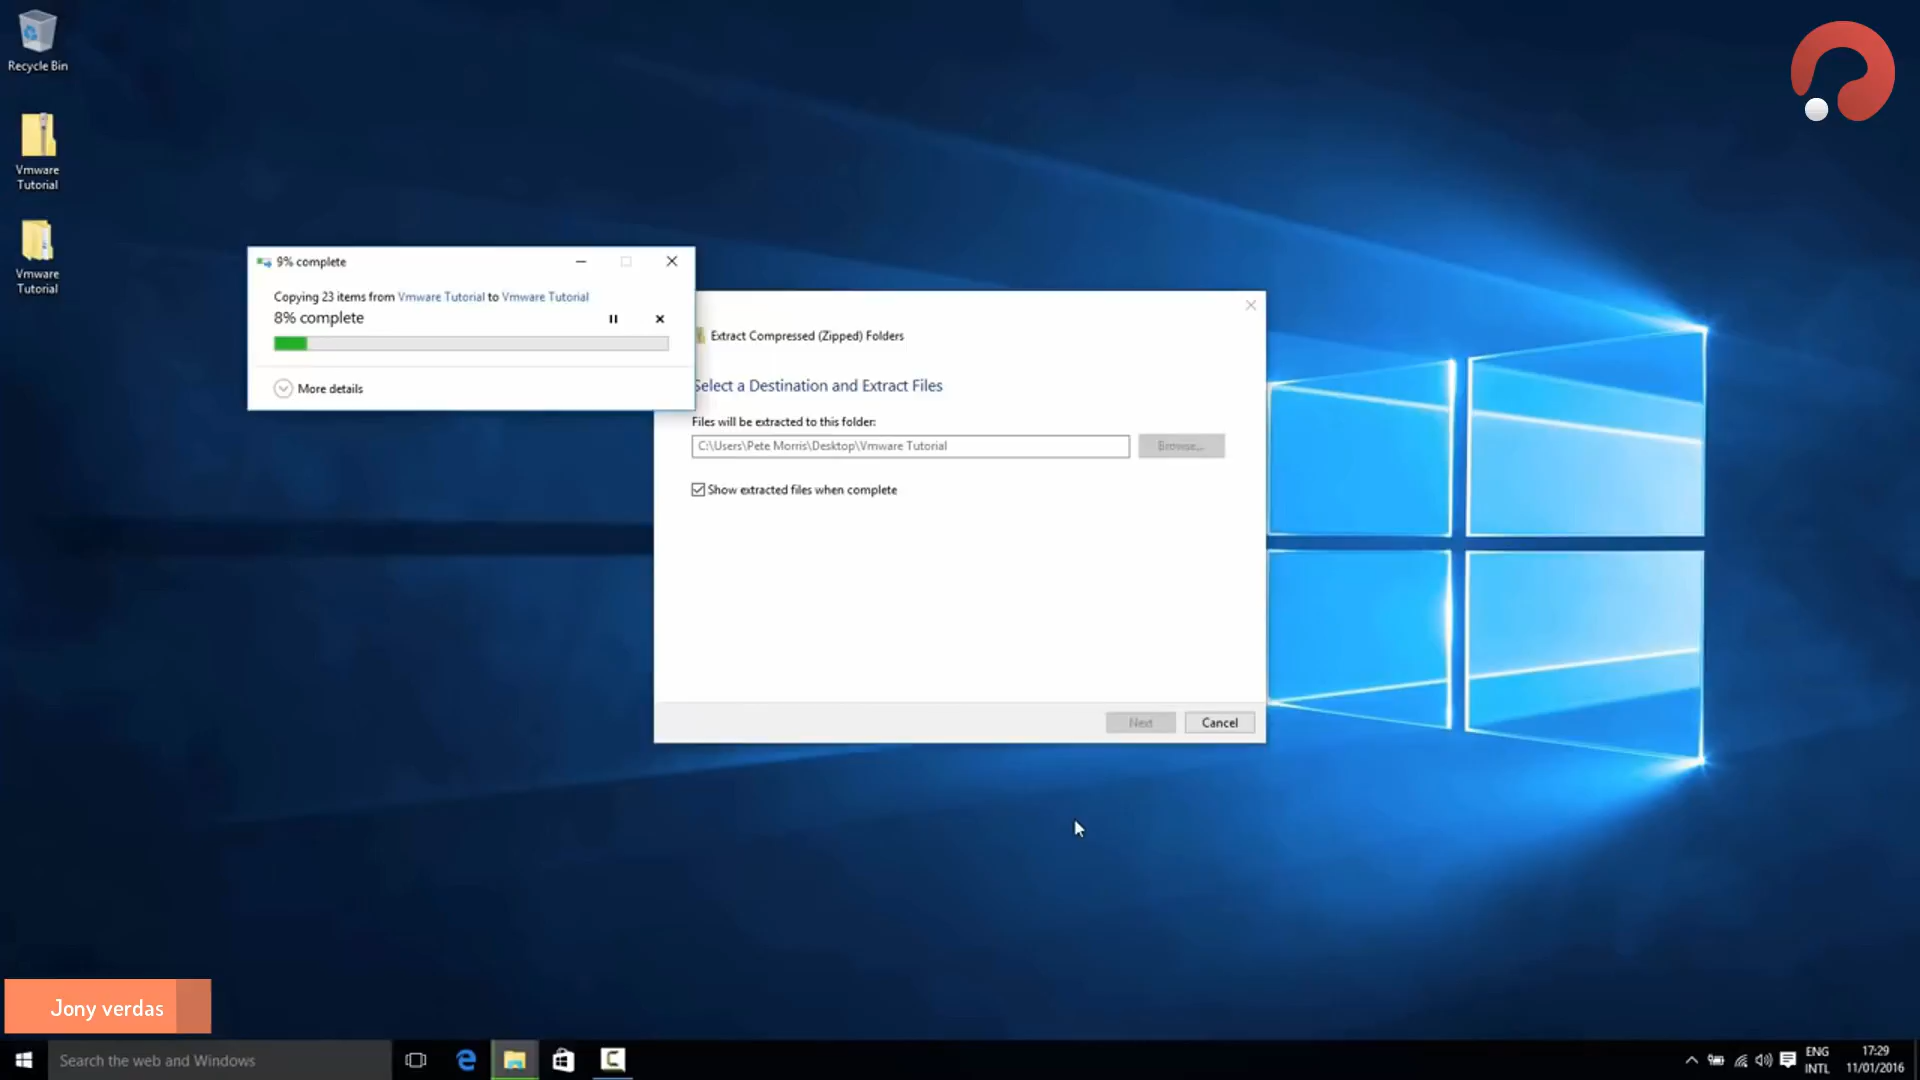 Recycle Bin
Vmware
Tutorial
Vmware
Tutorial
9% complete
Copying 23 items from Vmware Tutorial to Vmware Tutorial
8% complete
More details
Extract Compressed (Zipped) Folders
Select a Destination and Extract Files
Files will be extracted to this folder:
C:\Users\Pete Morris\Desktop\Vmware Tutorial
Browse...
Show extracted files when complete
Next
Cancel
Jony verdas
Search the web and Windows
ENG
INTL
17:29
11/01/2016